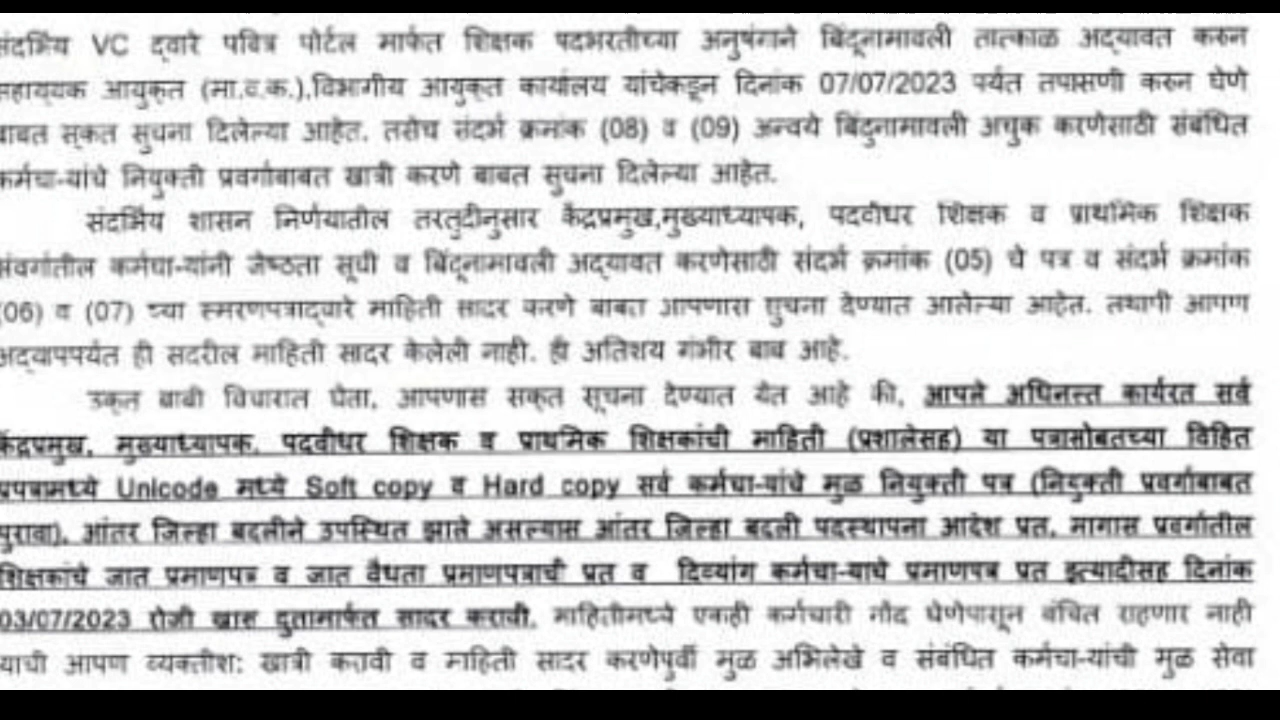 संदर्भिय VC द्वारे पवित्र पोर्टल मार्फत शिक्षक पदभरतीच्या अनुषंगाने बिंदूनामावली तात्काळ अद्यावत करुन
सहाय्यक आयुक्त (मा.व.क.),विभागीय आयुक्त कार्यालय यांचेकडून दिनांक 07/07/2023 पर्यंत तपासणी करुन घेणे
बाबत सक्त सुचना दिलेल्या आहेत. तसेच संदर्भ क्रमांक (08) व (09) अन्वये बिंदुनामावली अचुक करणेसाठी संबंधित
कर्मचा-यांचे नियुक्ती प्रवर्गाबाबत खात्री करणे बाबत सुचना दिलेल्या आहेत.
संदर्भिय शासन निर्णयातील तरतुदीनुसार केंद्रप्रमुख,मुख्याध्यापक, पदवीधर शिक्षक व प्राथमिक शिक्षक
संवर्गातील कर्मचा-यांनी जेष्ठता सूची व बिंदूनामावली अद्यावत करणेसाठी संदर्भ क्रमांक (05) चे पत्र व संदर्भ क्रमांक
(06) व (07) च्या स्मरणपत्राद्वारे माहिती सादर करणे बाबत आपणास सुचना देण्यात आलेल्या आहेत. तथापी आपण
अद्यापपर्यंत ही सदरील माहिती सादर केलेली नाही. ही अतिशय गंभीर बाब आहे.
उक्त बाबी विचारात घेता, आपणास सक्त सूचना देण्यात येत आहे की, आपले अधिनस्त कार्यरत सर्व
केंद्रप्रमुख, मुख्याध्यापक, पदवीधर शिक्षक व प्राथमिक शिक्षकांची माहिती (प्रशालेसह) या पत्रासोबतच्या विहित
प्रपत्रामध्ये Unicode मध्ये Soft copy व Hard copy सर्व कर्मचा-यांचे मुळ नियुक्ती पत्र (नियुक्ती प्रवर्गाबाबत
पुरावा), आंतर जिल्हा बदलीने उपस्थित झाले असल्यास आंतर जिल्हा बदली पदस्थापना आदेश प्रत, मागास प्रवर्गातील
शिक्षकांचे जात प्रमाणपत्र व जात वैधता प्रमाणपत्राची प्रत व दिव्यांग कर्मचा-याचे प्रमाणपत्र प्रत इत्यादीसह दिनांक
03/07/2023 रोजी खास दुतामार्फत सादर करावी. माहितीमध्ये एकही कर्मचारी नोंद घेणेपासून वंचित राहणार नाही
याची आपण व्यक्तीश: खात्री करावी व माहिती सादर करणेपुर्वी मुळ अभिलेखे व संबंधित कर्मचा-यांची मुळ सेवा